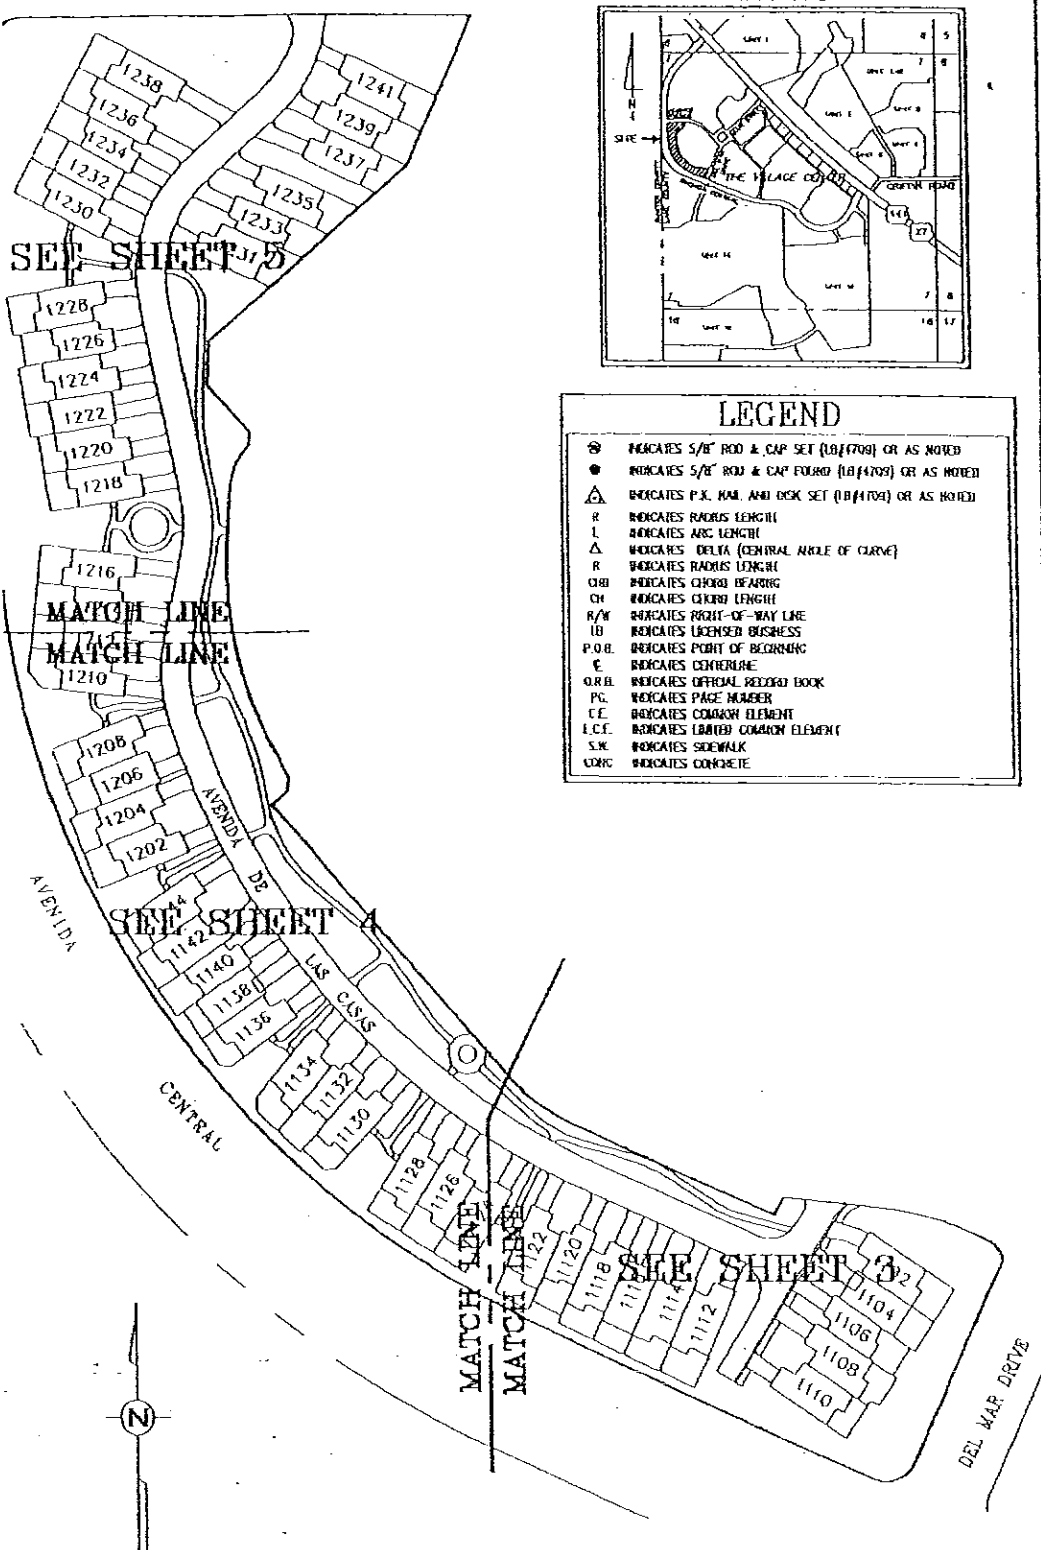 1238
1236
1234
1232
1230
1241
1239
1237
1235
1233
SEE SHEET 5
1228
1226
1224
1222
1220
1218
1216
MATCH LINE
MATCH LINE
1210
1208
1206
1204
1202
AVENIDA
DE
LAS CASAS
AVENIDA
CENTRAL
SEE SHEET 4
1142
1140
1138
1136
1134
1132
1130
1128
1126
MATCH LINE
MATCH LINE
1122
1120
1118
1114
1112
SEE SHEET 3
1104
1106
1108
1110
DEL MAR DRIVE
N
N
SITE
THE VILLAGE
GRIFFIN ROAD
441
27
LEGEND
INDICATES 5/8" ROD & CAP SET (LB#4709) OR AS NOTED
INDICATES 5/8" ROD & CAP FOUND (LB#4709) OR AS NOTED
INDICATES P.K. NAIL AND DISK SET (LB#4709) OR AS NOTED
R INDICATES RADIUS LENGTH
L INDICATES ARC LENGTH
Δ INDICATES DELTA (CENTRAL ANGLE OF CURVE)
R INDICATES RADIUS LENGTH
CHB INDICATES CHORD BEARING
CH INDICATES CHORD LENGTH
R/W INDICATES RIGHT-OF-WAY LINE
LB INDICATES LICENSED BUSINESS
P.O.B. INDICATES POINT OF BEGINNING
℄ INDICATES CENTERLINE
O.R.B. INDICATES OFFICIAL RECORD BOOK
PG. INDICATES PAGE NUMBER
C.E. INDICATES COMMON ELEMENT
L.C.E. INDICATES LIMITED COMMON ELEMENT
S.W. INDICATES SIDEWALK
CONC INDICATES CONCRETE